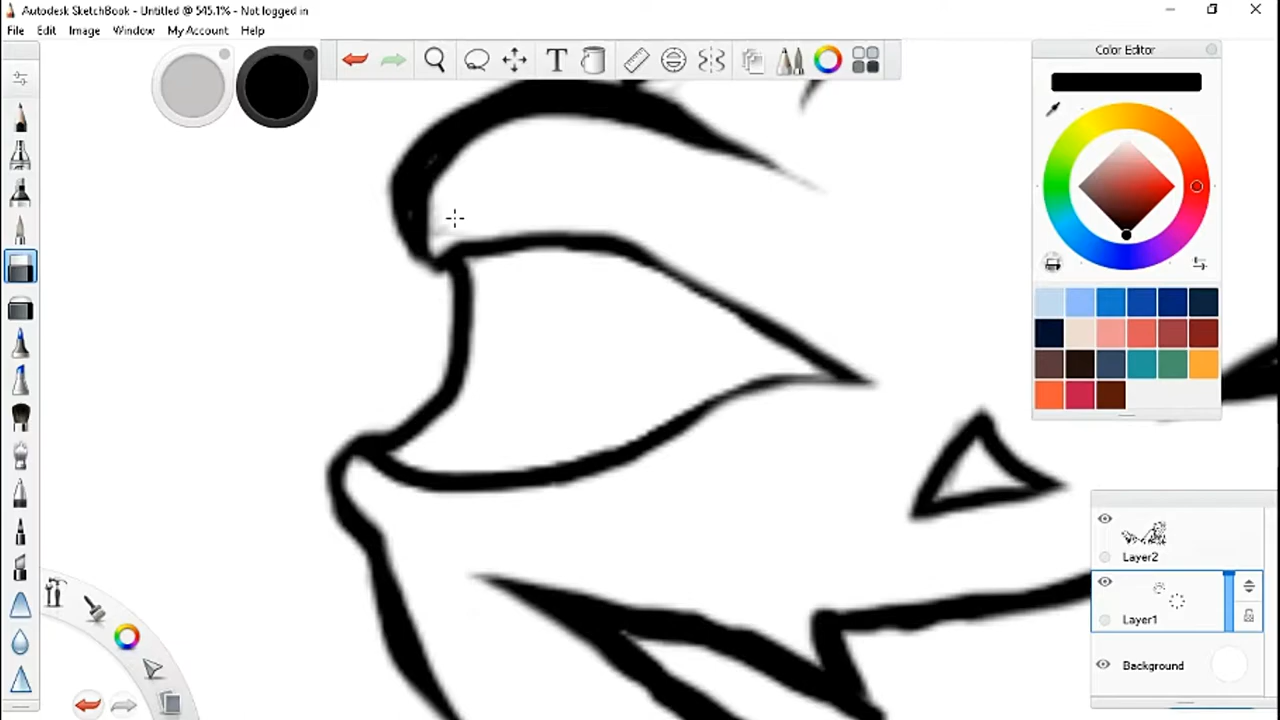 Autodesk SketchBook - Untitled @ 545.1% - Not logged in
File Edit Image Window My Account Help
T
Color Editor
Layer2
Layer1
Background